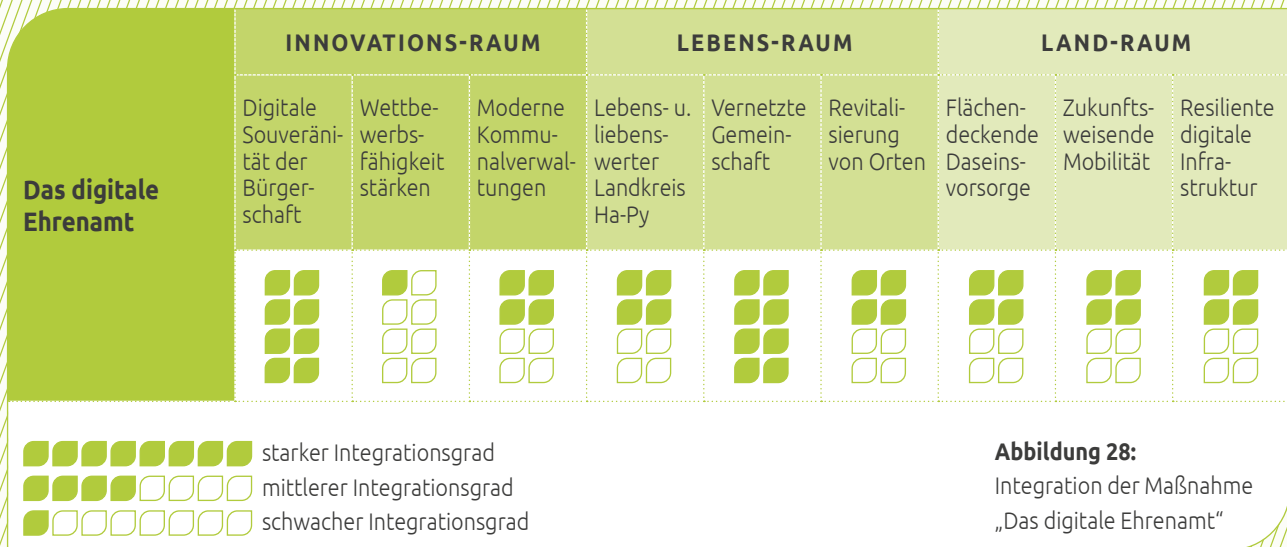 INNOVATIONS-RAUM
LEBENS-RAUM
LAND-RAUM
Das digitale
Ehrenamt
Digitale
Souveräni-
tät der
Bürger-
schaft
Wettbe-
werbs-
fähigkeit
stärken
Moderne
Kommu-
nalverwal-
tungen
Lebens- u.
liebens-
werter
Landkreis
Ha-Py
Vernetzte
Gemein-
schaft
Revitali-
sierung
von Orten
Flächen-
deckende
Daseins-
vorsorge
Zukunfts-
weisende
Mobilität
Resiliente
digitale
Infra-
struktur
starker Integrationsgrad
mittlerer Integrationsgrad
schwacher Integrationsgrad
Abbildung 28:
Integration der Maßnahme
„Das digitale Ehrenamt“